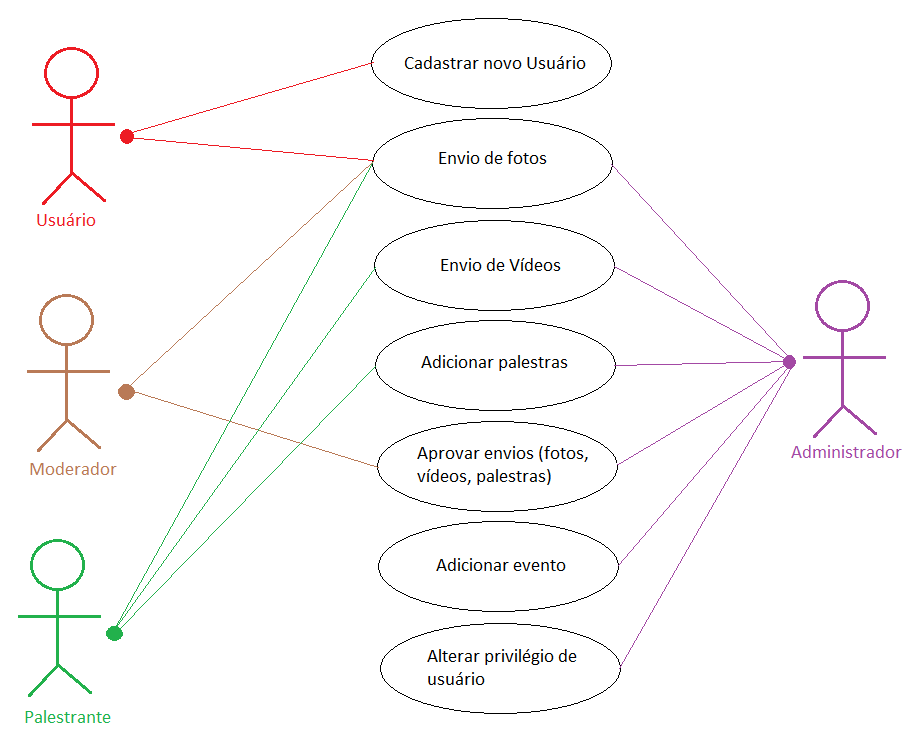 Cadastrar novo Usuário
Envio de fotos
Usuário
Envio de Vídeos
Adicionar palestras
Moderador
Administrador
Aprovar envios (fotos,
vídeos, palestras)
Adicionar evento
Alterar privilégio de
usuário
Palestrante